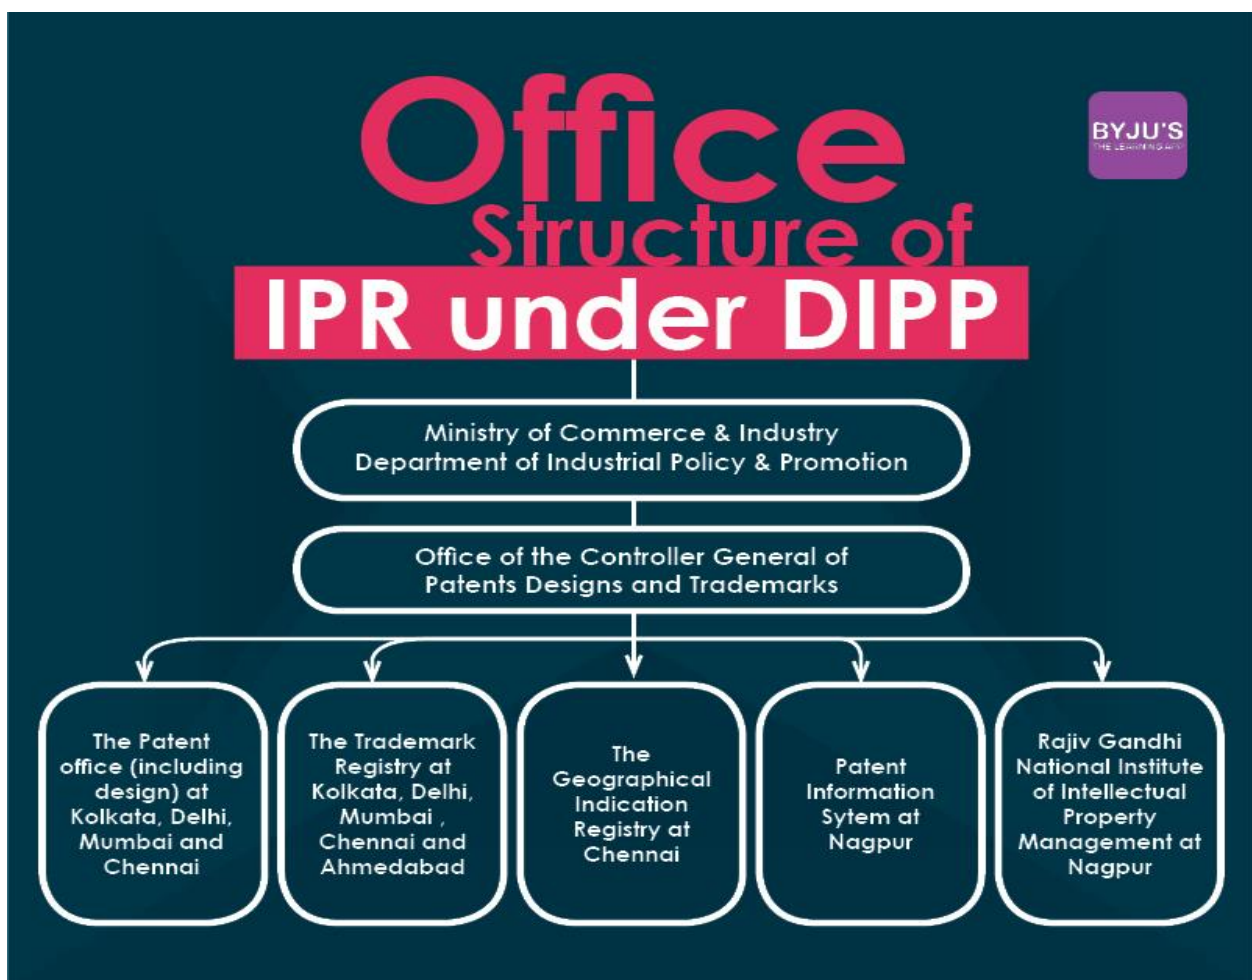 Office
BYJU'S
THE LEARNING APP
Structure of
IPR under DIPP
Ministry of Commerce & Industry
Department of Industrial Policy & Promotion
Office of the Controller General of
Patents Designs and Trademarks
The Patent
office (including
design) at
Kolkata, Delhi,
Mumbai and
Chennai
The Trademark
Registry at
Kolkata, Delhi,
Mumbai ,
Chennai and
Ahmedabad
The
Geographical
Indication
Registry at
Chennai
Patent
Information
Sytem at
Nagpur
Rajiv Gandhi
National Institute
of Intellectual
Property
Management at
Nagpur